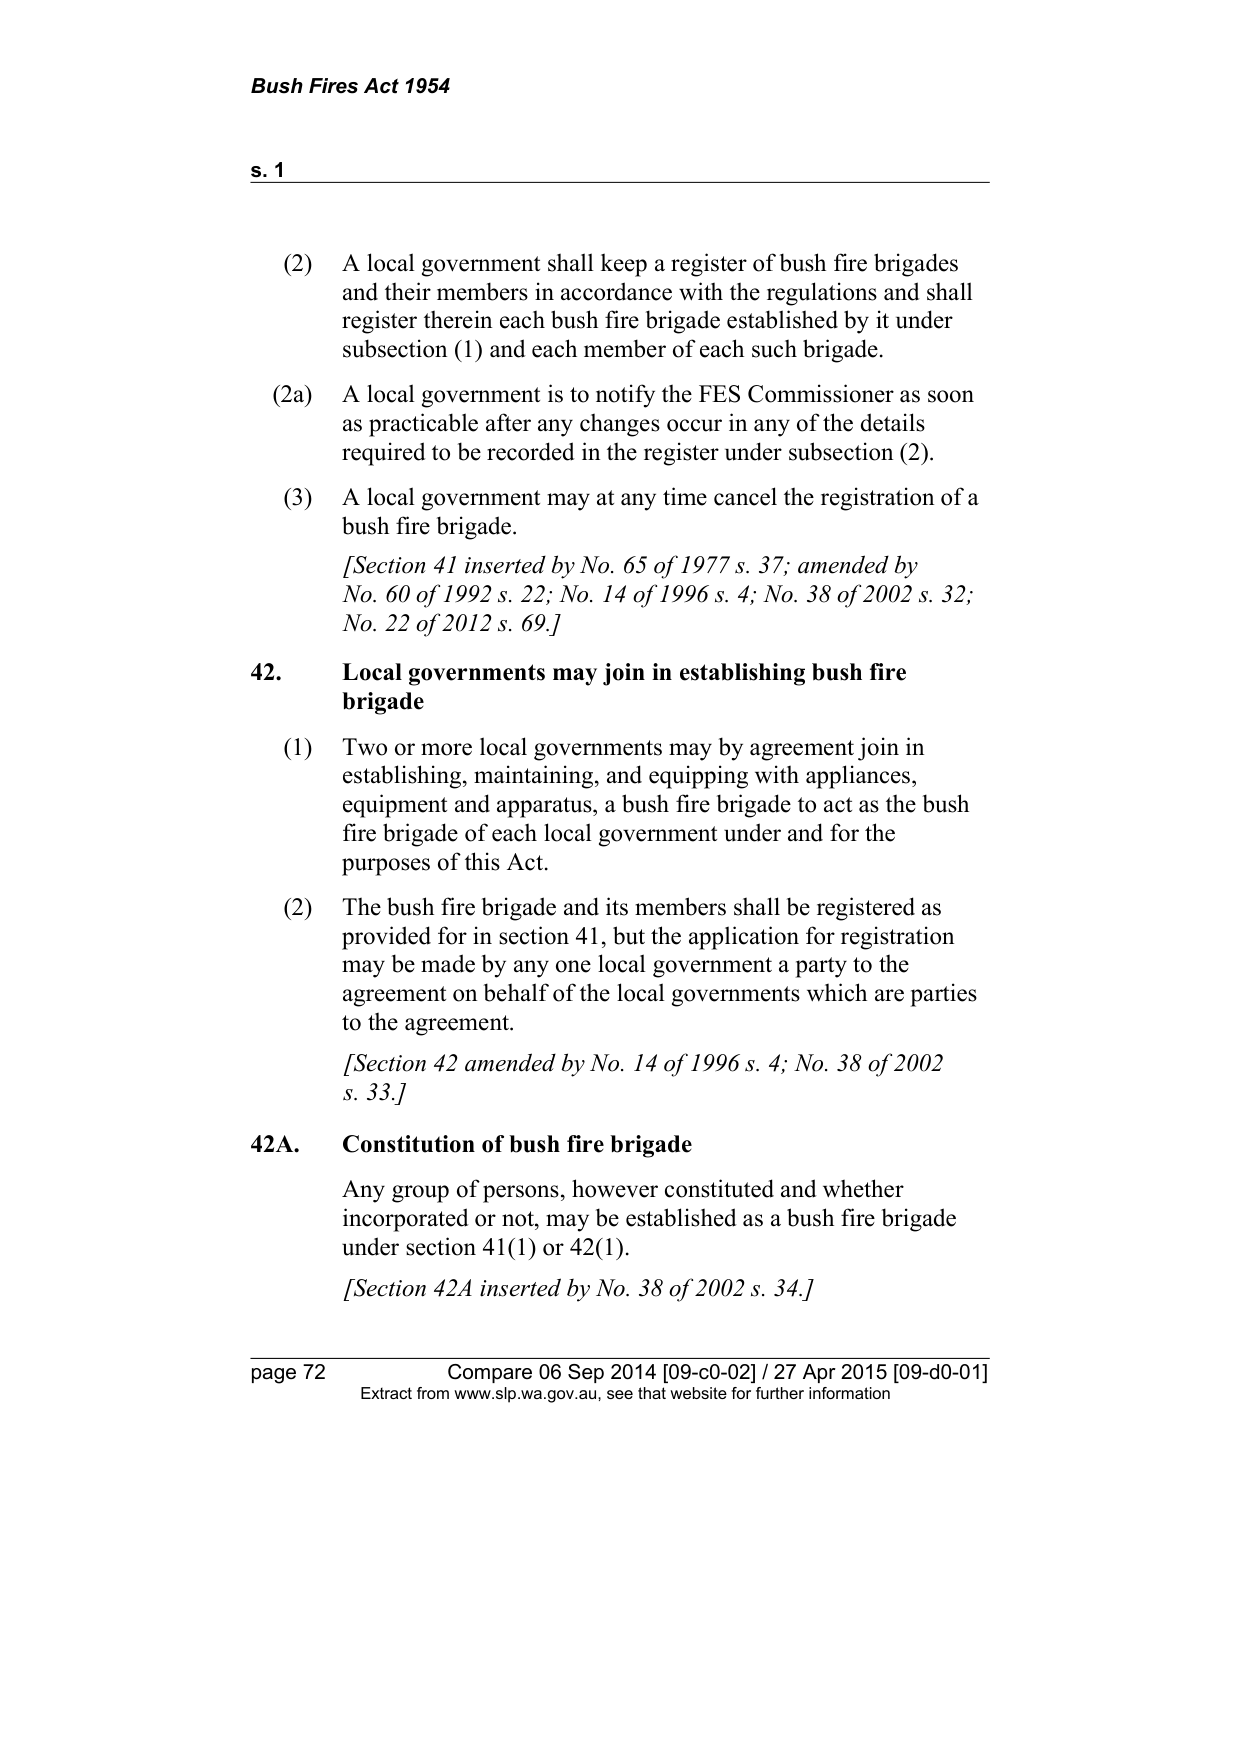 Bush Fires Act 1954
s. 1
(2) A local government shall keep a register of bush fire brigades
and their members in accordance with the regulations and shall
register therein each bush fire brigade established by it under
subsection (1) and each member of each such brigade.
(2a) A local government is to notify the FES Commissioner as soon
as practicable after any changes occur in any of the details
required to be recorded in the register under subsection (2).
(3) A local government may at any time cancel the registration of a
bush fire brigade.
[Section 41 inserted by No. 65 of 1977 s. 37; amended by
No. 60 of 1992 s. 22; No. 14 of 1996 s. 4; No. 38 of 2002 s. 32;
No. 22 of 2012 s. 69.]
42. Local governments may join in establishing bush fire
brigade
(1) Two or more local governments may by agreement join in
establishing, maintaining, and equipping with appliances,
equipment and apparatus, a bush fire brigade to act as the bush
fire brigade of each local government under and for the
purposes of this Act.
(2) The bush fire brigade and its members shall be registered as
provided for in section 41, but the application for registration
may be made by any one local government a party to the
agreement on behalf of the local governments which are parties
to the agreement.
[Section 42 amended by No. 14 of 1996 s. 4; No. 38 of 2002
s. 33.]
42A. Constitution of bush fire brigade
Any group of persons, however constituted and whether
incorporated or not, may be established as a bush fire brigade
under section 41(1) or 42(1).
[Section 42A inserted by No. 38 of 2002 s. 34.]
page 72 Compare 06 Sep 2014 [09-c0-02] / 27 Apr 2015 [09-d0-01]
Extract from www.slp.wa.gov.au, see that website for further information